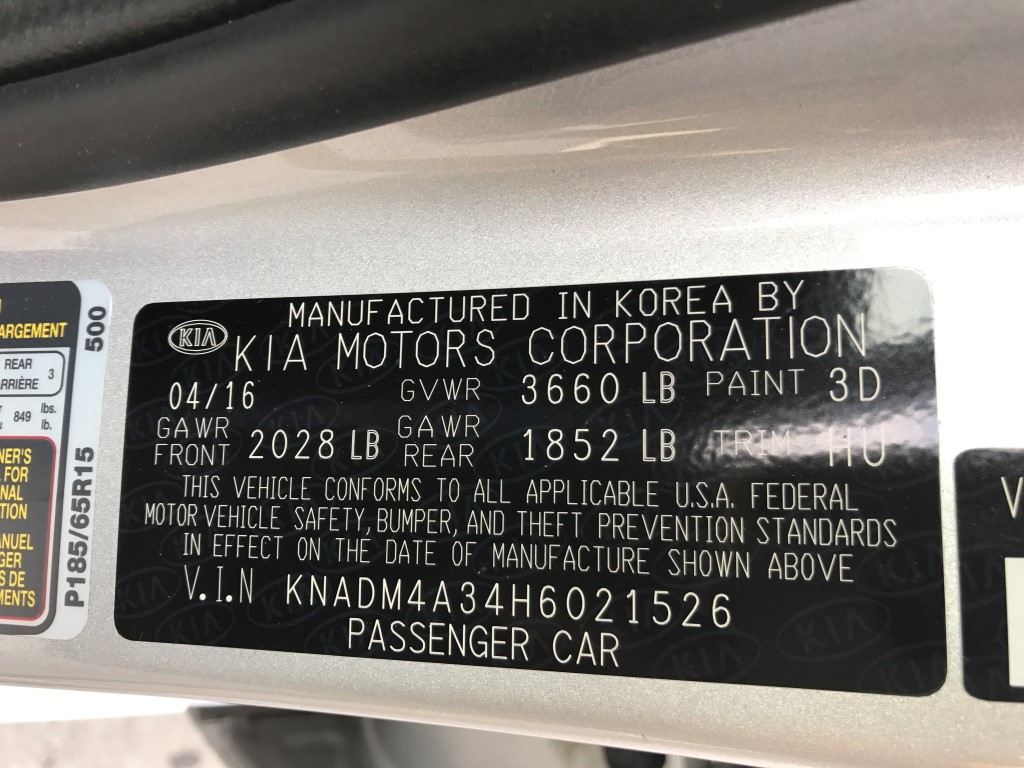 ARGEMENT
REAR
3
849 lbs.
lb.
P185/65R15
500
MANUFACTURED IN KOREA BY
KIA KIA MOTORS CORPORATION
04/16 GVWR 3660 LB PAINT 3D
GAWR FRONT 2028 LB GAWR REAR 1852 LB TRIM HU
THIS VEHICLE CONFORMS TO ALL APPLICABLE U.S.A. FEDERAL
MOTOR VEHICLE SAFETY, BUMPER, AND THEFT PREVENTION STANDARDS
IN EFFECT ON THE DATE OF MANUFACTURE SHOWN ABOVE
V.I.N KNADM4A34H6021526
PASSENGER CAR